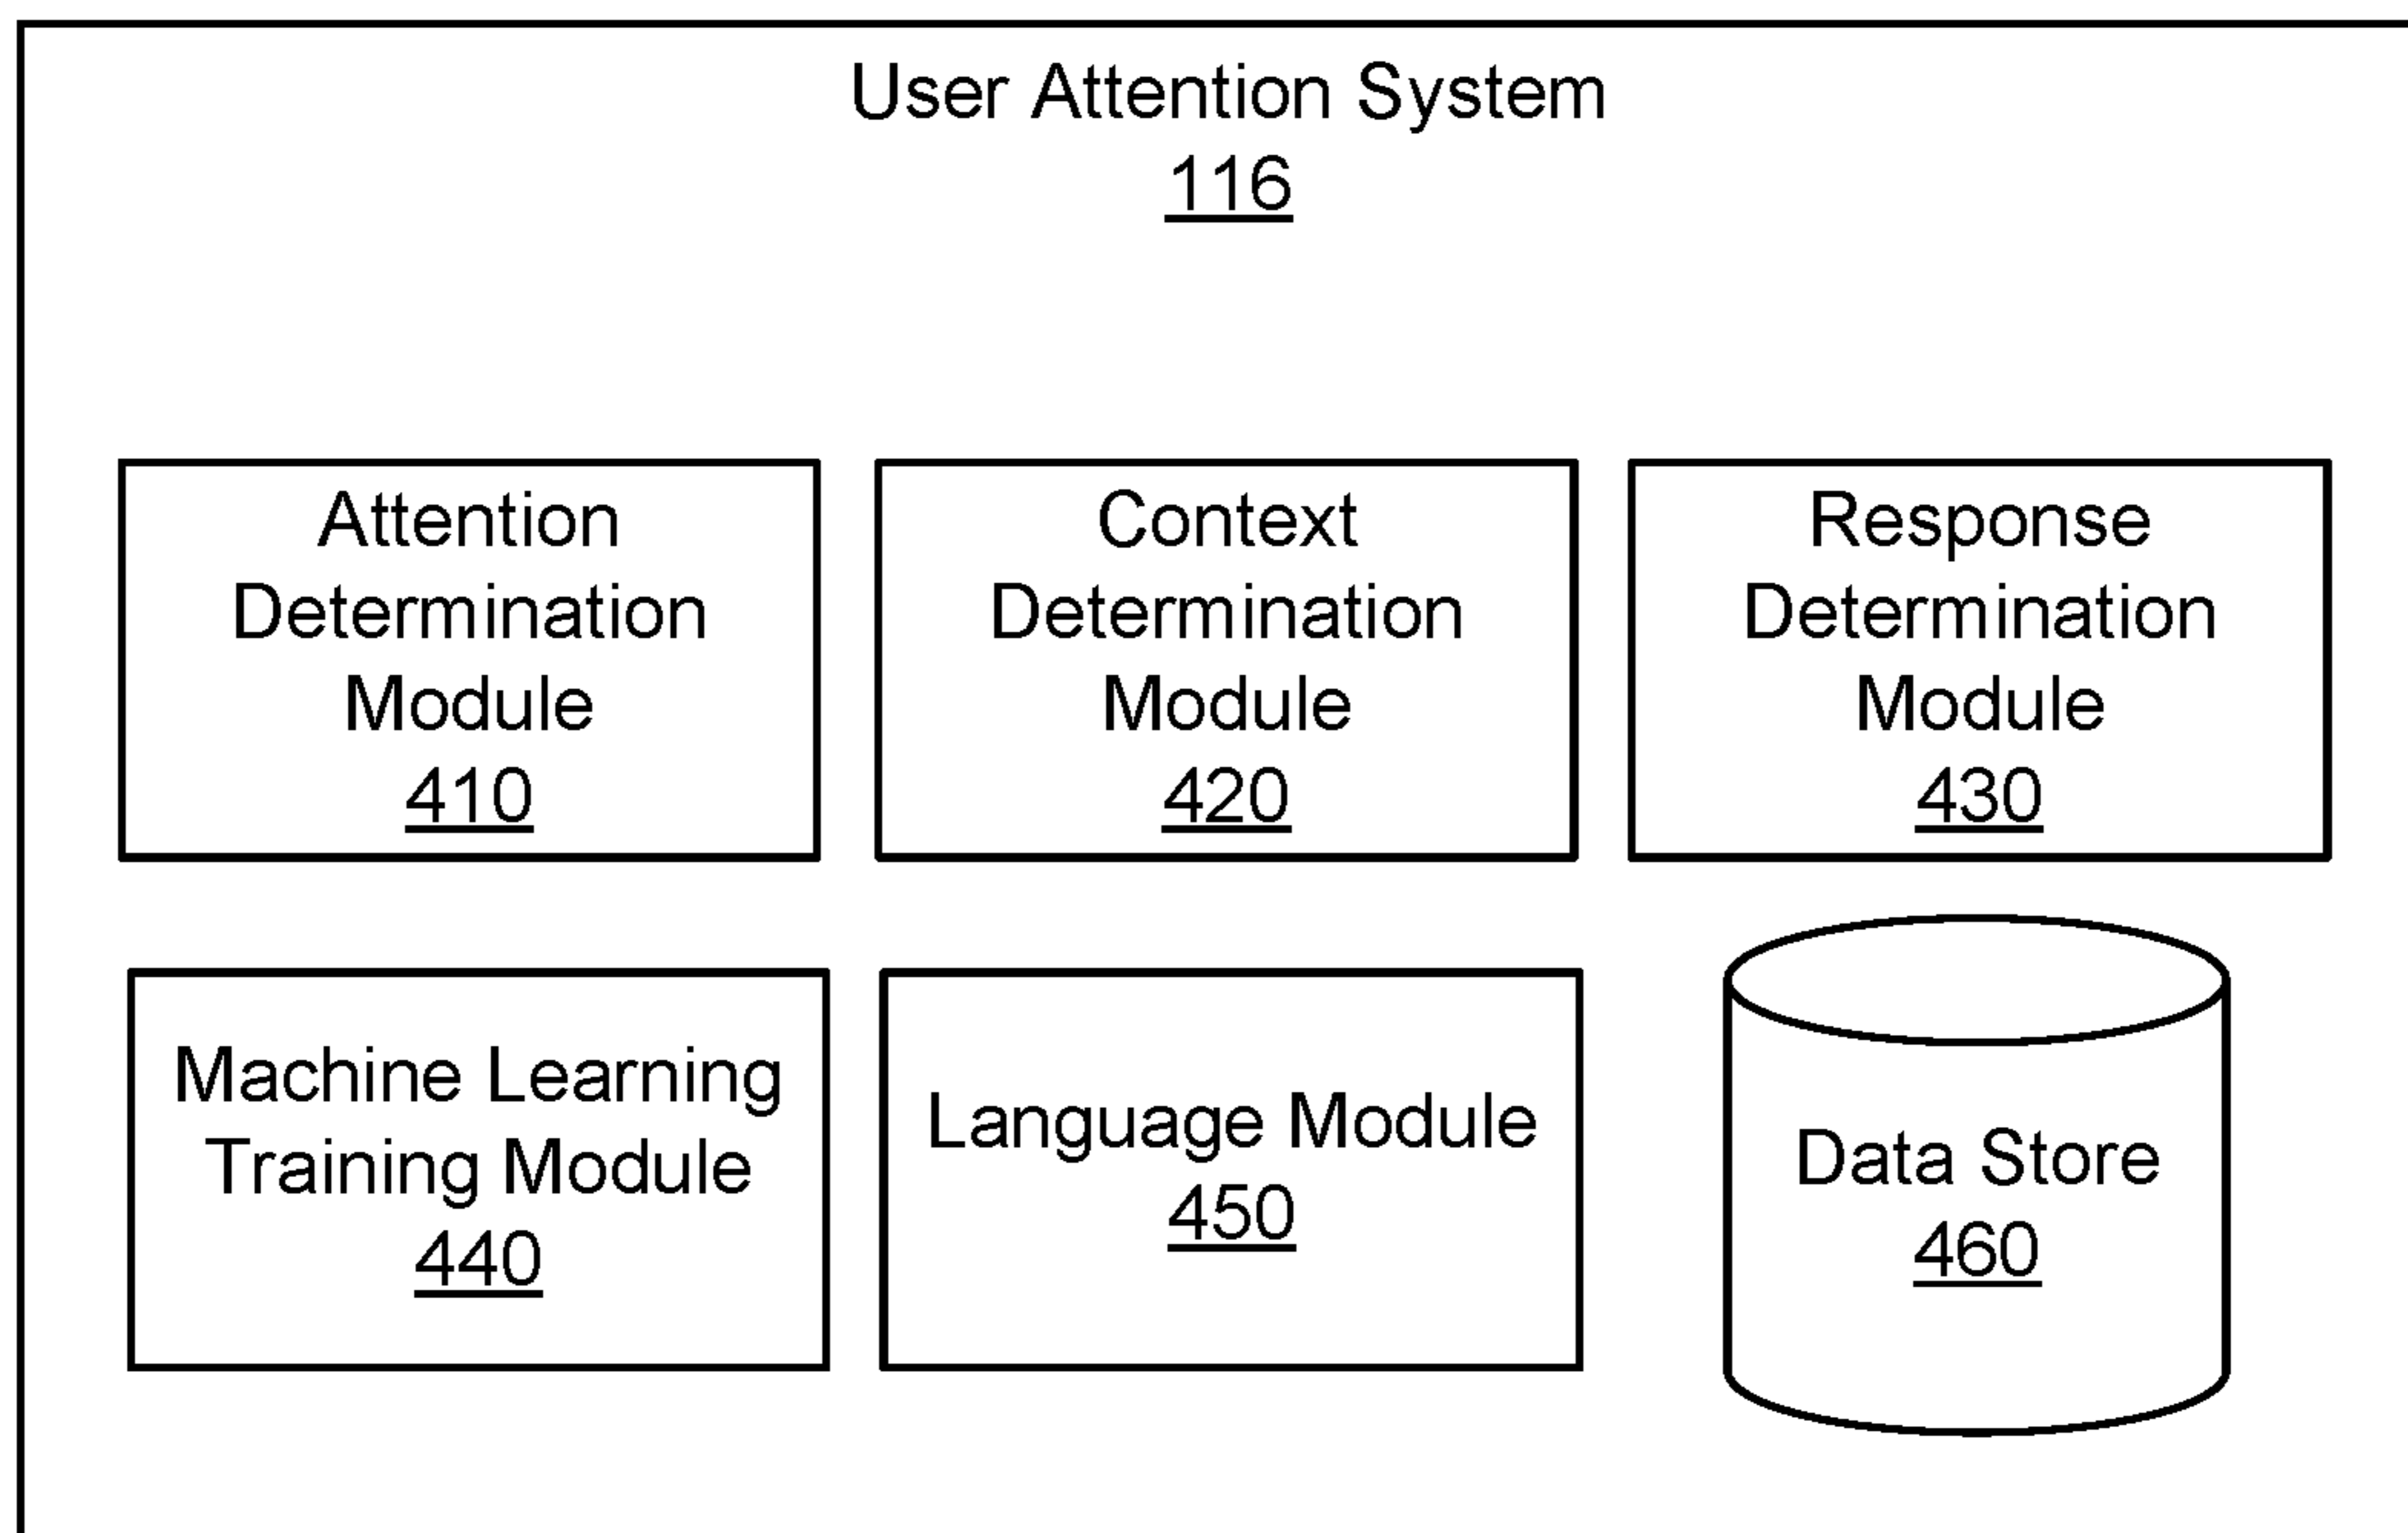 User Attention System
116
Attention
Determination
Module
410
Context
Determination
Module
420
Response
Determination
Module
430
Machine Learning
Training Module
440
Language Module
450
Data Store
460